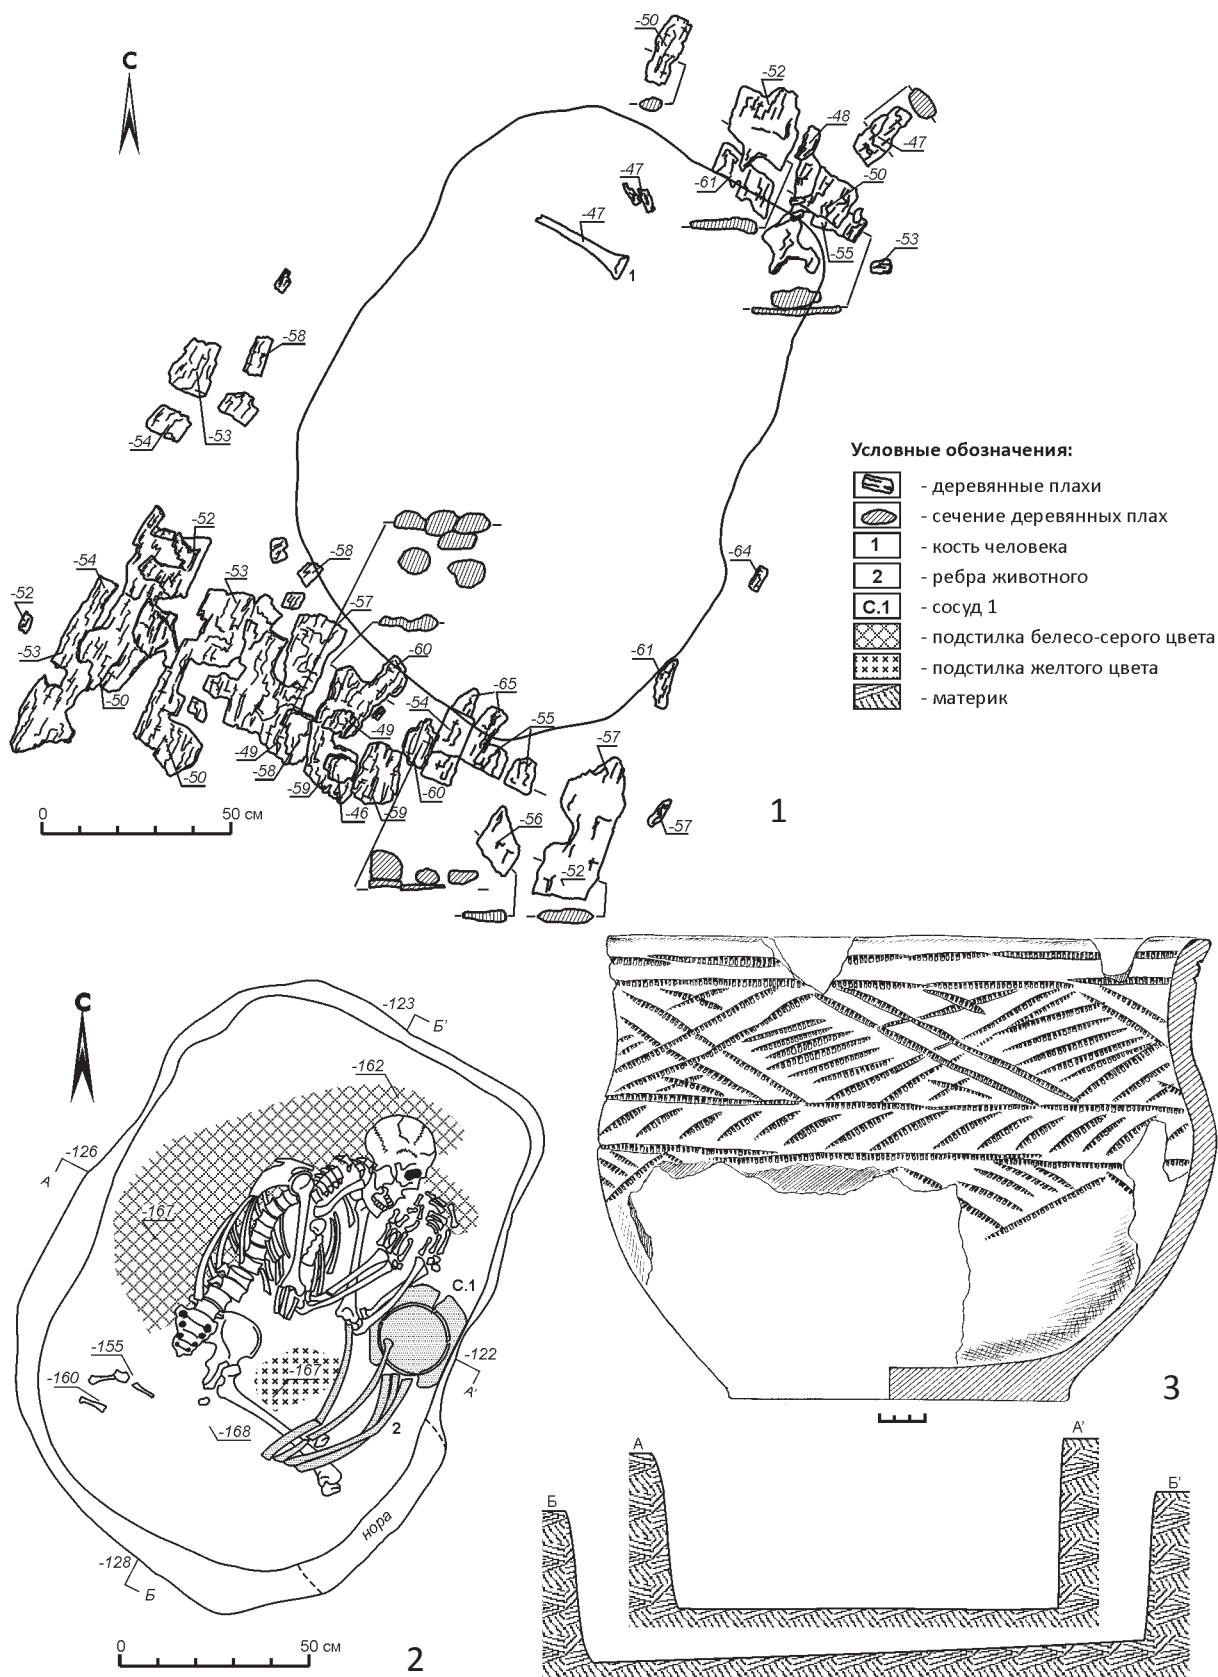 С
-50
-52
-48
-47
-47
-50
-61
-47
1
-55
-53
-58
-53
-54
Условные обозначения:
- деревянные плахи
- сечение деревянных плах
1 - кость человека
2 - ребра животного
С.1 - сосуд 1
- подстилка белесо-серого цвета
- подстилка желтого цвета
- материк
-52
-54
-53
-58
-64
-52
-57
-53
-60
-61
-50
-65
-54
-49
-55
-49
-57
-58
-50
-59
-60
-46
-59
-56
-57
-52
0 50 см
1
С
-123
Б'
-162
-126
А
-167
С.1
-155
-122
А'
-160
-167
-168
2
нора
-128
Б
0 50 см
2
3
А
А'
Б
Б'